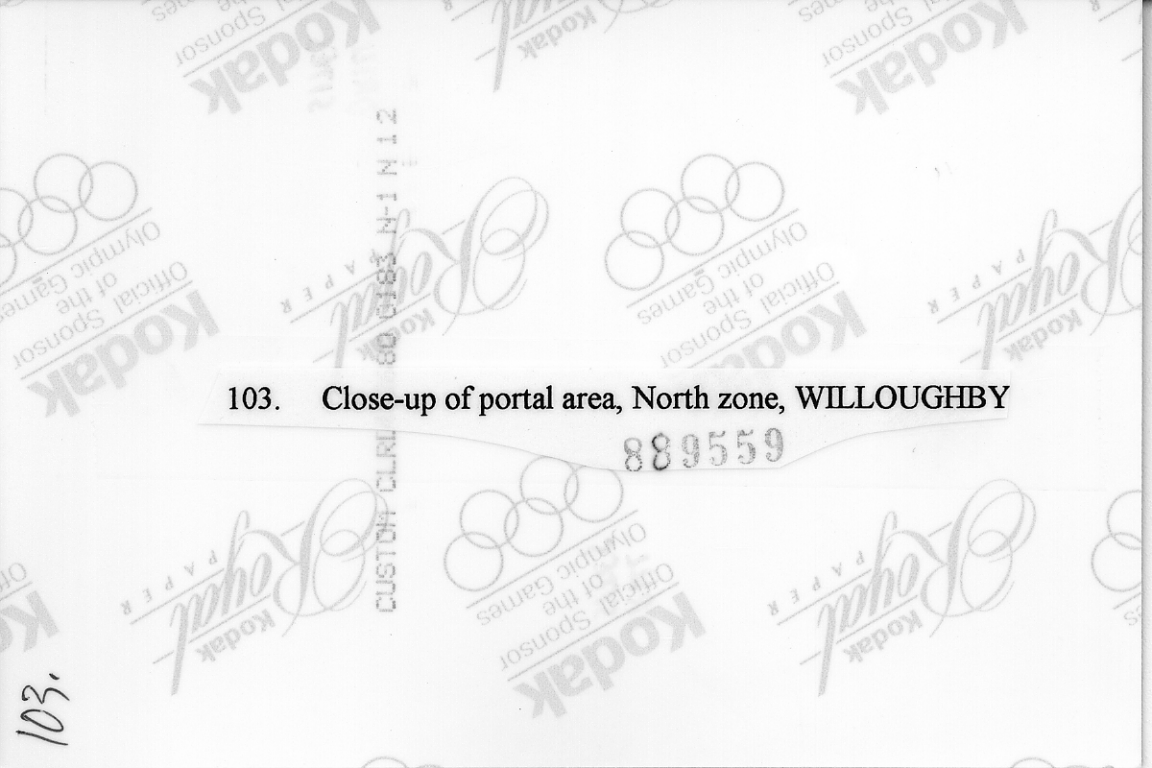 103. Close-up of portal area, North zone, WILLOUGHBY
889559
103.
CUSTOM CLRL 80 0183 N-1 N 12
Kodak
Official Sponsor
of the
Olympic Games
Kodak
Royal
PAPER